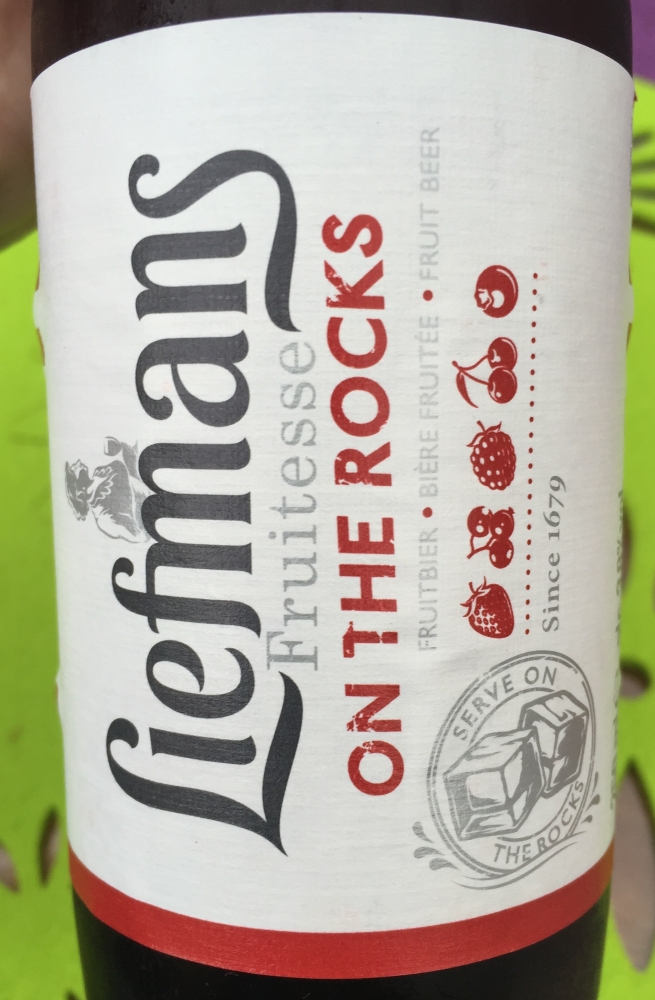 Liefmans
Fruitesse
ON THE ROCKS
FRUITBIER • BIÈRE FRUITÉE • FRUIT BEER
Since 1679
SERVE ON
THE ROCKS